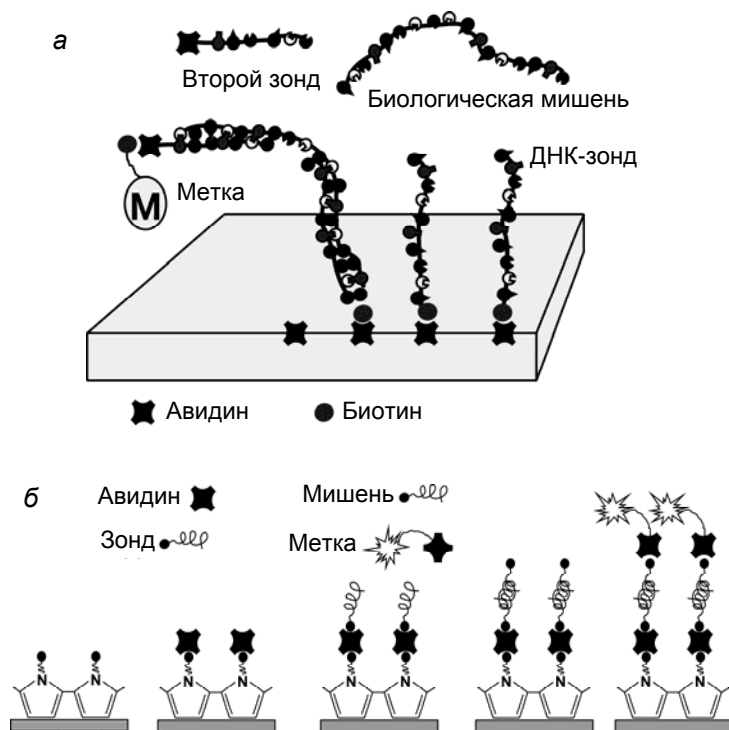 а
Второй зонд
Биологическая мишень
ДНК-зонд
Метка
М
Авидин
Биотин
б
Авидин
Мишень
Зонд
Метка
N N N N N N N N N N